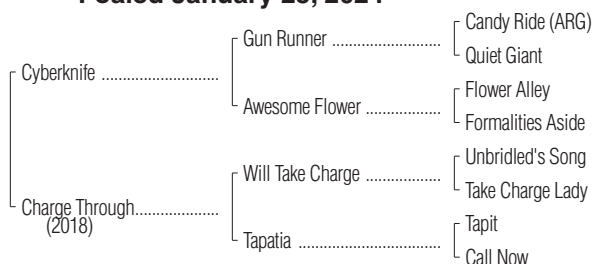 Foaled January 28, 2024
Candy Ride (ARG)
Gun Runner
Quiet Giant
Cyberknife
Flower Alley
Awesome Flower
Formalities Aside
Unbridled's Song
Will Take Charge
Take Charge Lady
Charge Through
(2018)
Tapit
Tapatia
Call Now